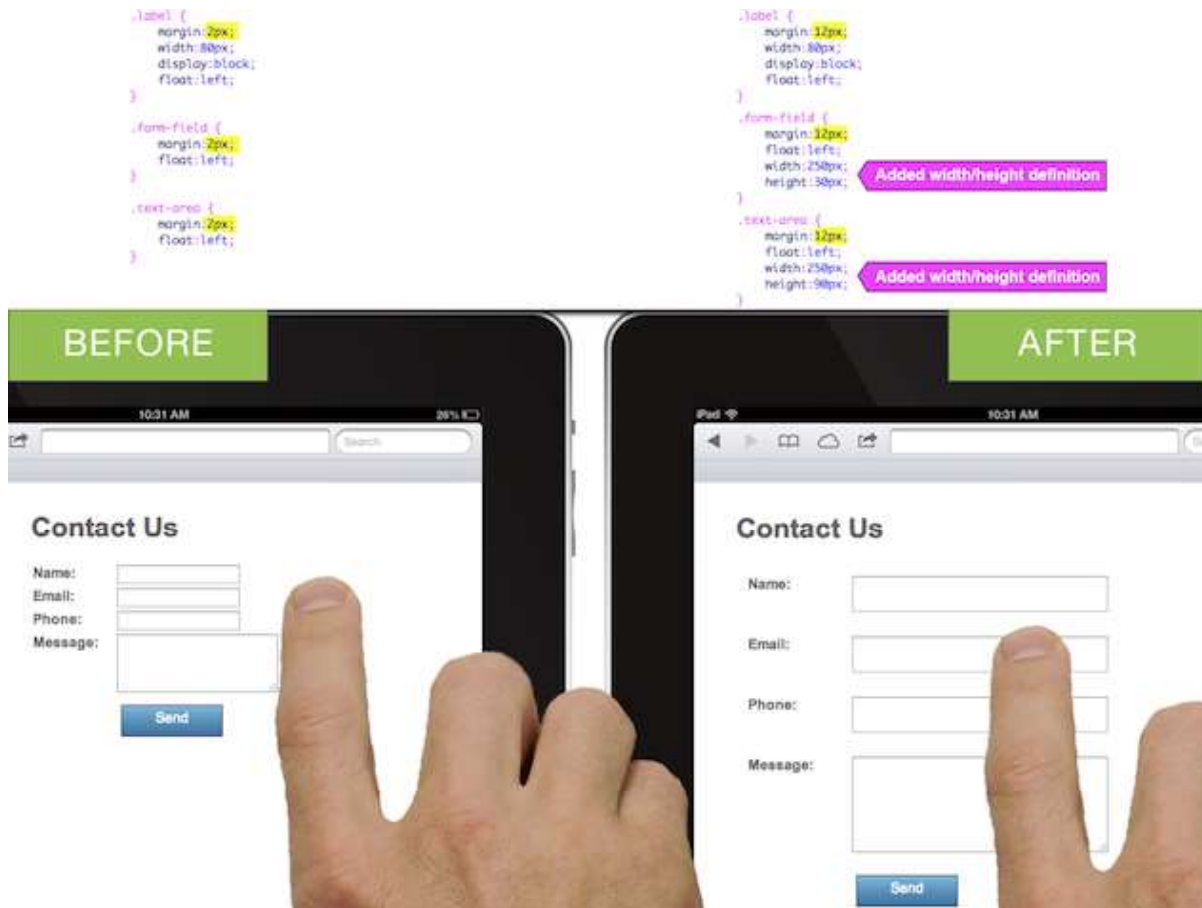 .label {
margin:2px;
width:80px;
display:block;
float:left;
}
.form-field {
margin:2px;
float:left;
}
.text-area {
margin:2px;
float:left;
}
.label {
margin:12px;
width:80px;
display:block;
float:left;
}
.form-field {
margin:12px;
float:left;
width:250px;
height:30px;
}
Added width/height definition
.text-area {
margin:12px;
float:left;
width:250px;
height:90px;
}
Added width/height definition
BEFORE
10:31 AM
26%
Search
Contact Us
Name:
Email:
Phone:
Message:
Send
AFTER
iPad
10:31 AM
Contact Us
Name:
Email:
Phone:
Message:
Send